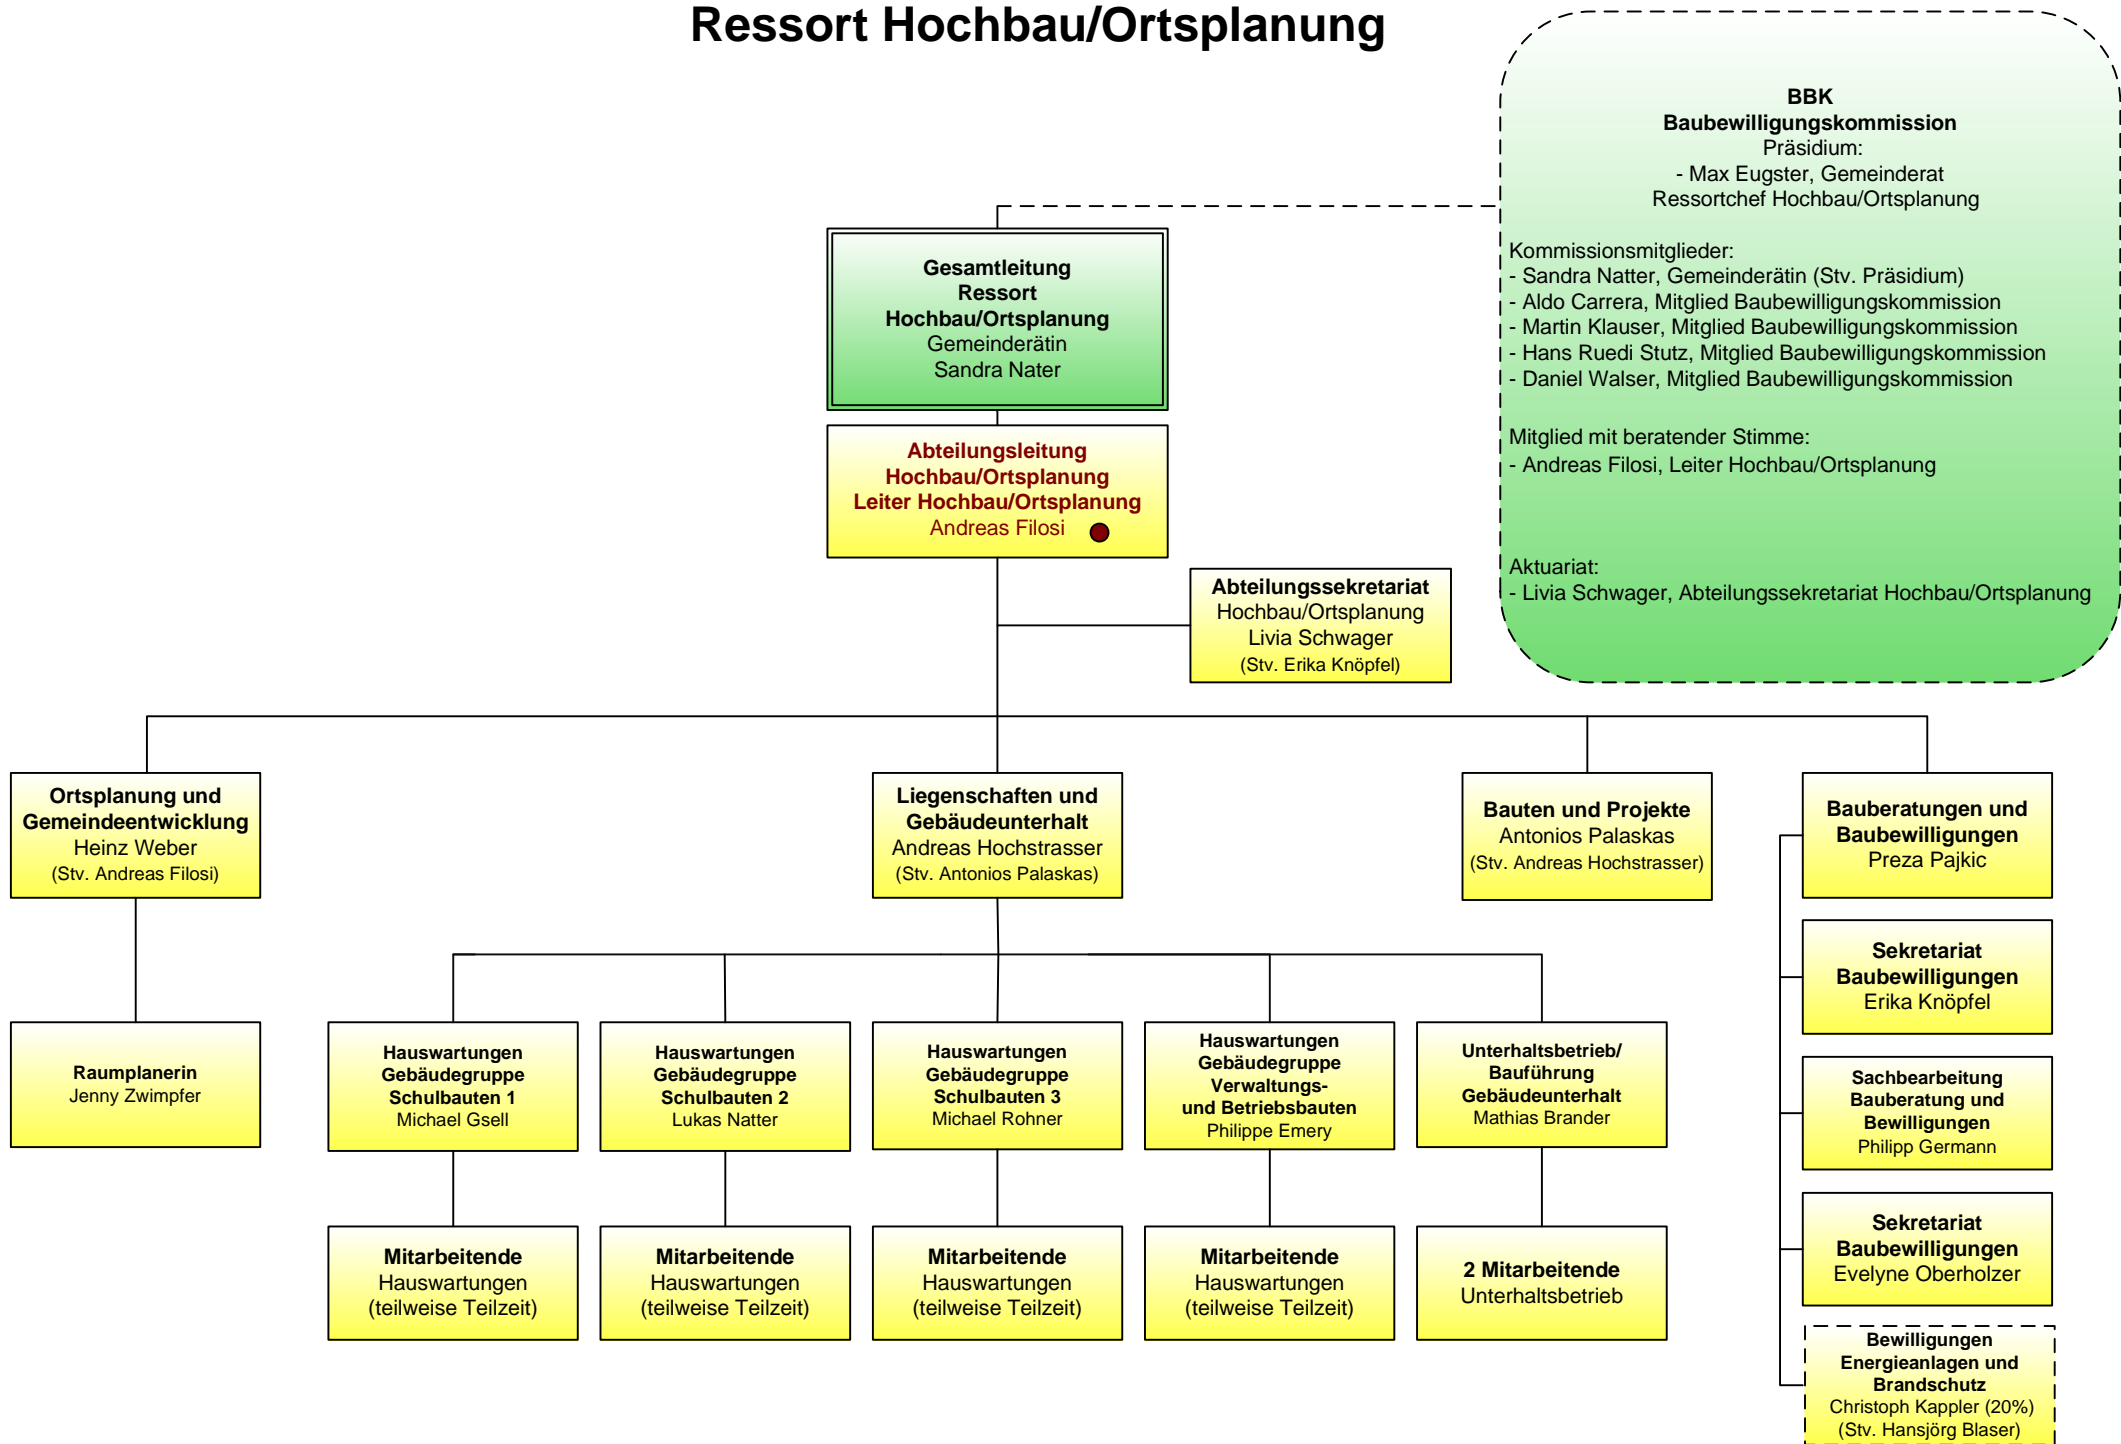 Ressort Hochbau/Ortsplanung
BBK
Baubewilligungskommission
Präsidium:
- Max Eugster, Gemeinderat
Ressortchef Hochbau/Ortsplanung
Kommissionsmitglieder:
- Sandra Natter, Gemeinderätin (Stv. Präsidium)
- Aldo Carrera, Mitglied Baubewilligungskommission
- Martin Klauser, Mitglied Baubewilligungskommission
- Hans Ruedi Stutz, Mitglied Baubewilligungskommission
- Daniel Walser, Mitglied Baubewilligungskommission
Mitglied mit beratender Stimme:
- Andreas Filosi, Leiter Hochbau/Ortsplanung
Aktuariat:
- Livia Schwager, Abteilungssekretariat Hochbau/Ortsplanung
Gesamtleitung
Ressort
Hochbau/Ortsplanung
Gemeinderätin
Sandra Nater
Abteilungsleitung
Hochbau/Ortsplanung
Leiter Hochbau/Ortsplanung
Andreas Filosi
Abteilungssekretariat
Hochbau/Ortsplanung
Livia Schwager
(Stv. Erika Knöpfel)
Ortsplanung und
Gemeindeentwicklung
Heinz Weber
(Stv. Andreas Filosi)
Liegenschaften und
Gebäudeunterhalt
Andreas Hochstrasser
(Stv. Antonios Palaskas)
Bauten und Projekte
Antonios Palaskas
(Stv. Andreas Hochstrasser)
Bauberatungen und
Baubewilligungen
Preza Pajkic
Sekretariat
Baubewilligungen
Erika Knöpfel
Raumplanerin
Jenny Zwimpfer
Hauswartungen
Gebäudegruppe
Schulbauten 1
Michael Gsell
Hauswartungen
Gebäudegruppe
Schulbauten 2
Lukas Natter
Hauswartungen
Gebäudegruppe
Schulbauten 3
Michael Rohner
Hauswartungen
Gebäudegruppe
Verwaltungs-
und Betriebsbauten
Philippe Emery
Unterhaltsbetrieb/
Bauführung
Gebäudeunterhalt
Mathias Brander
Sachbearbeitung
Bauberatung und
Bewilligungen
Philipp Germann
Mitarbeitende
Hauswartungen
(teilweise Teilzeit)
Mitarbeitende
Hauswartungen
(teilweise Teilzeit)
Mitarbeitende
Hauswartungen
(teilweise Teilzeit)
Mitarbeitende
Hauswartungen
(teilweise Teilzeit)
2 Mitarbeitende
Unterhaltsbetrieb
Sekretariat
Baubewilligungen
Evelyne Oberholzer
Bewilligungen
Energieanlagen und
Brandschutz
Christoph Kappler (20%)
(Stv. Hansjörg Blaser)